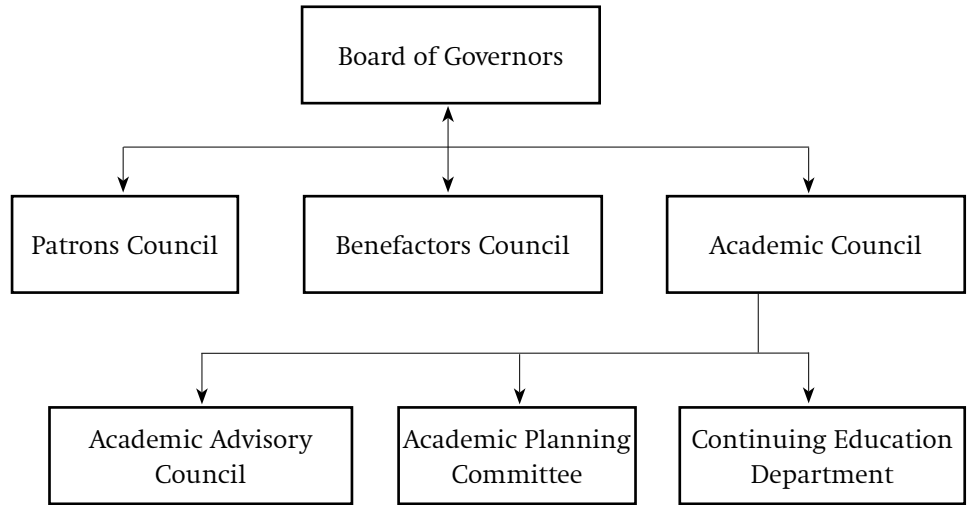 Board of Governors
Patrons Council
Benefactors Council
Academic Council
Academic Advisory
Council
Academic Planning
Committee
Continuing Education
Department